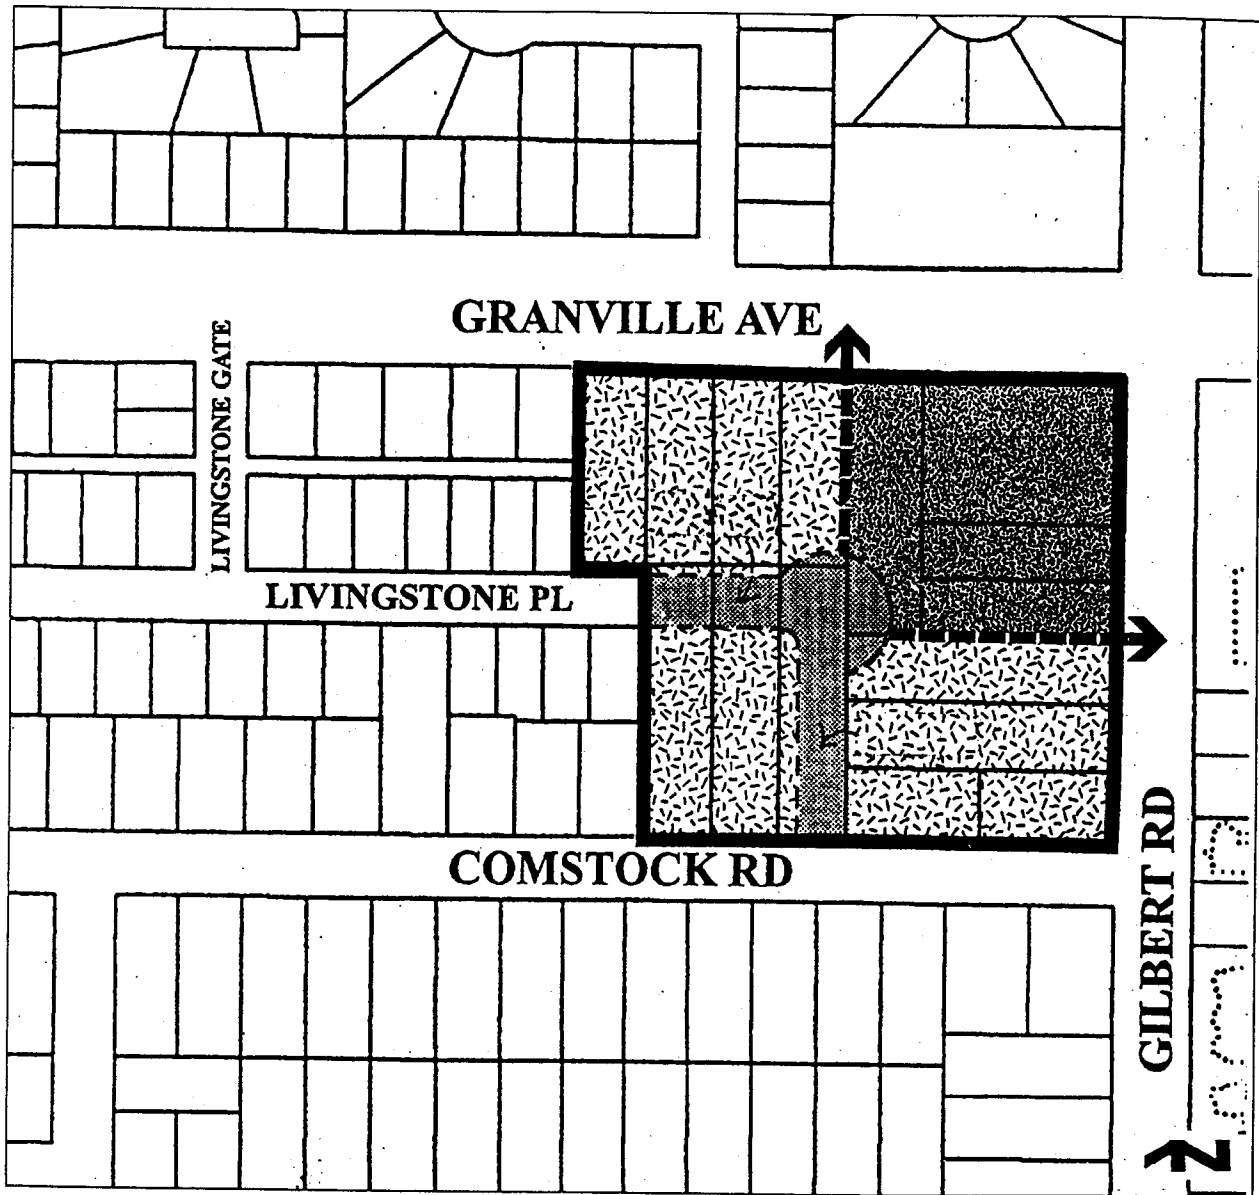 GRANVILLE AVE
LIVINGSTONE GATE
LIVINGSTONE PL
COMSTOCK RD
GILBERT RD
N